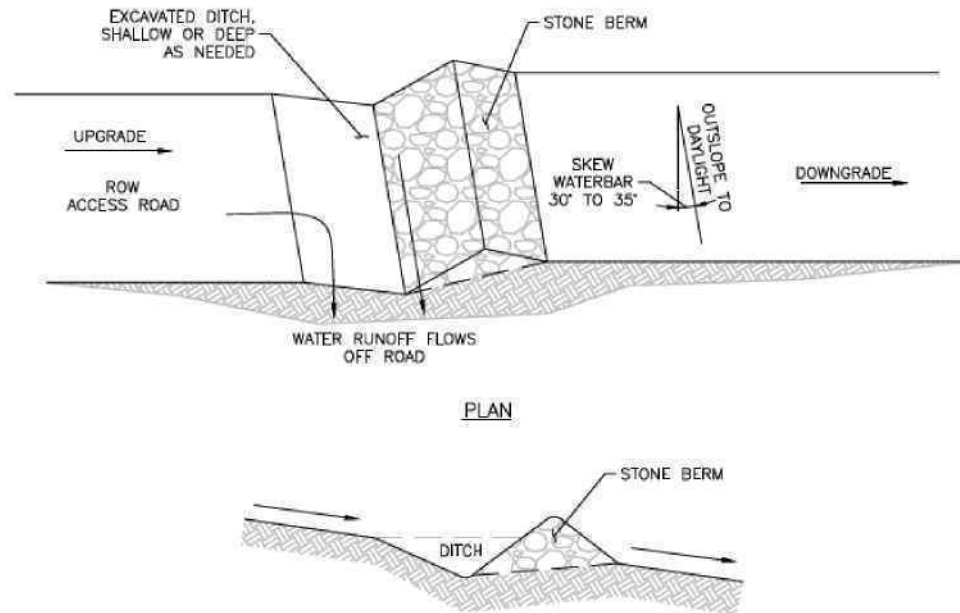 EXCAVATED DITCH,
SHALLOW OR DEEP
AS NEEDED
STONE BERM
UPGRADE
ROW
ACCESS ROAD
SKEW
WATERBAR
30° TO 35°
OUTSLOPE TO
DAYLIGHT
DOWNGRADE
WATER RUNOFF FLOWS
OFF ROAD
PLAN
STONE BERM
DITCH